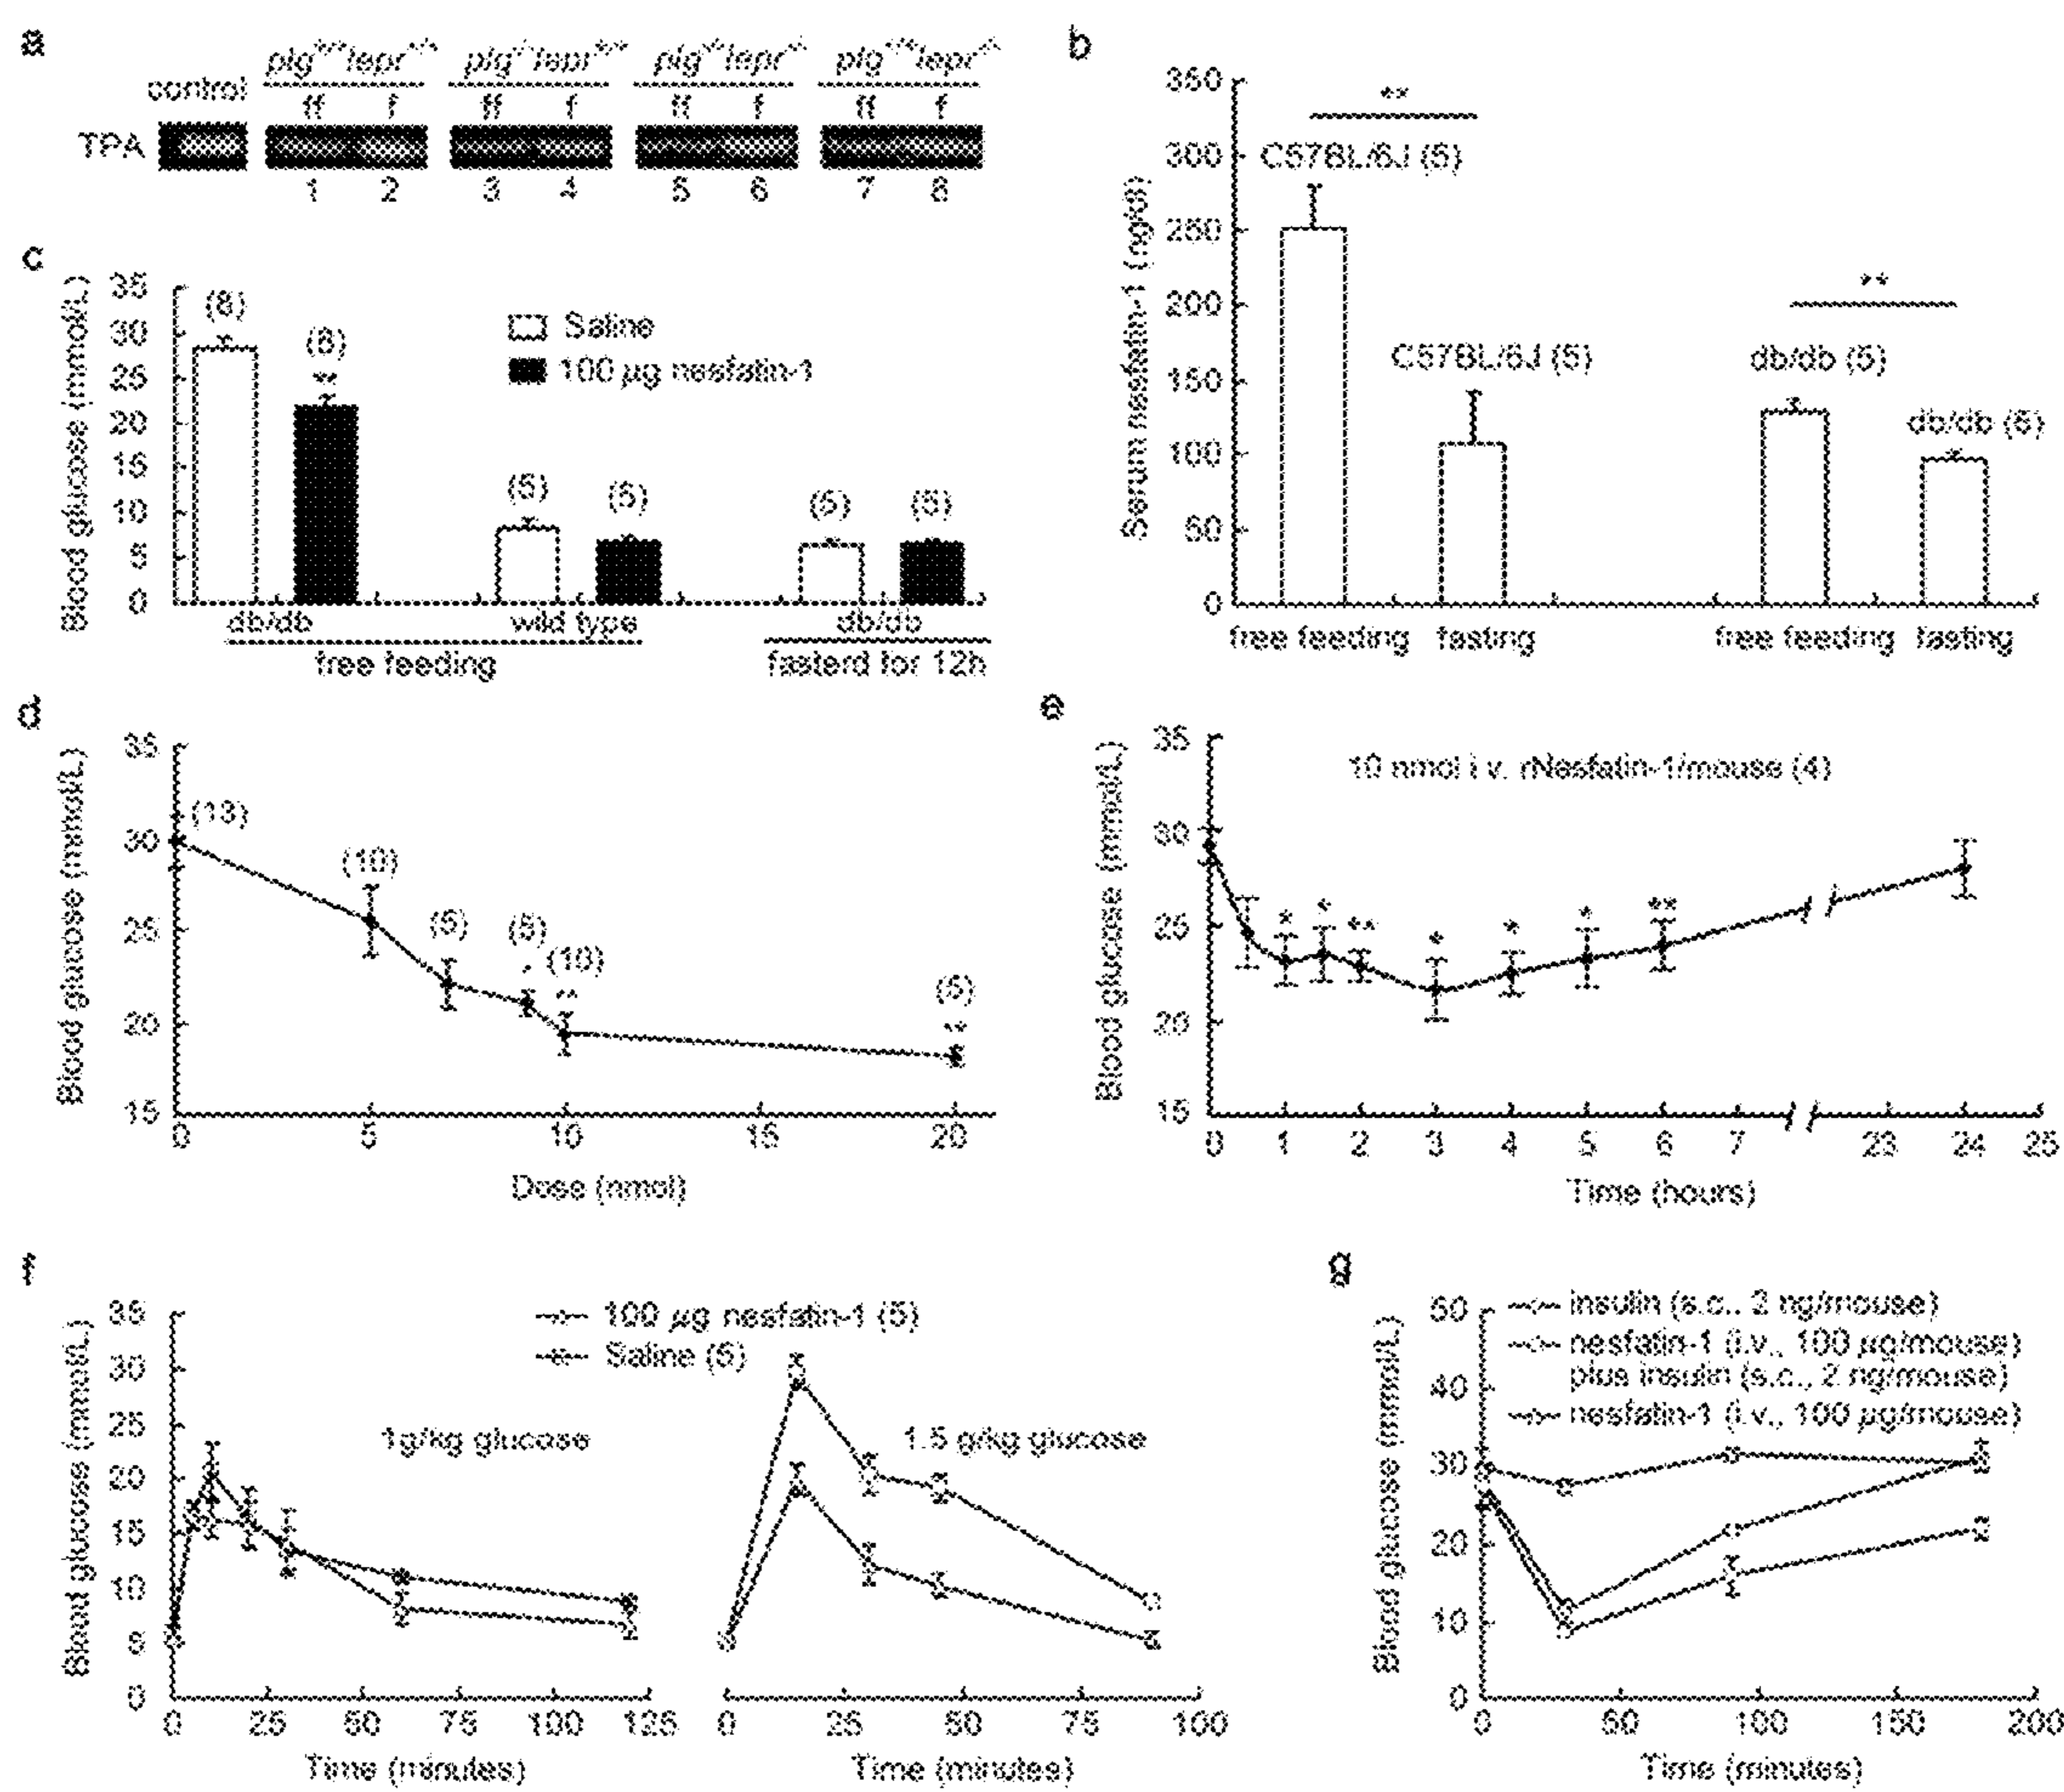 a
control
ff f ff f ff f ff f
TPA
1 2 3 4 5 6 7 8
b
350
300
250
200
150
100
50
0
Serum nesfatin-1 (ng/dl)
**
C57BL/6J (5)
C57BL/6J (5)
**
db/db (5)
db/db (5)
free feeding fasting free feeding fasting
c
35
30
25
20
15
10
5
0
Blood glucose (mmol/L)
(8)
(8)
**
Saline
100 µg nesfatin-1
(5) (5) (5) (5)
db/db wild type db/db
free feeding fasterd for 12h
d
35
30
25
20
15
Blood glucose (mmol/L)
(13)
(10)
(5)
(5)
*
(10)
**
(5)
**
0 5 10 15 20
Dose (nmol)
e
35
30
25
20
15
Blood glucose (mmol/L)
10 nmol i.v. rNesfatin-1/mouse (4)
* * ** * * * **
0 1 2 3 4 5 6 7 23 24 25
Time (hours)
f
35
30
25
20
15
10
5
0
Blood glucose (mmol/L)
100 µg nesfatin-1 (5)
Saline (5)
1g/kg glucose
1.5 g/kg glucose
0 25 50 75 100 125
Time (minutes)
0 25 50 75 100
Time (minutes)
g
50
40
30
20
10
0
Blood glucose (mmol/L)
insulin (s.c., 2 ng/mouse)
nesfatin-1 (i.v., 100 µg/mouse)
plus insulin (s.c., 2 ng/mouse)
nesfatin-1 (i.v., 100 µg/mouse)
0 50 100 150 200
Time (minutes)